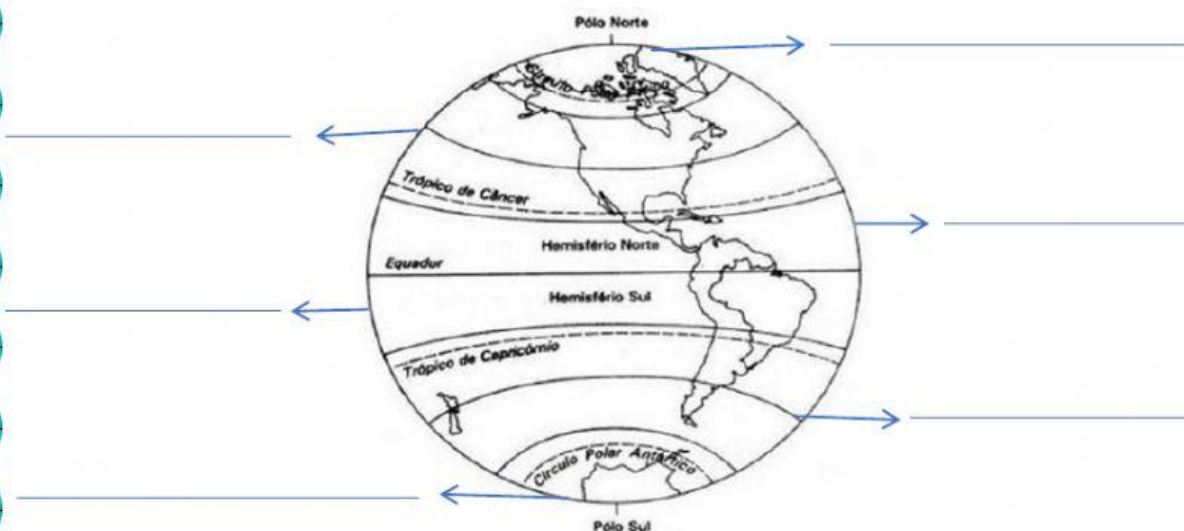 Pólo Norte
Círculo Polar Ártico
Trópico de Câncer
Hemisfério Norte
Equador
Hemisfério Sul
Trópico de Capricórnio
Círculo Polar Antártico
Pólo Sul